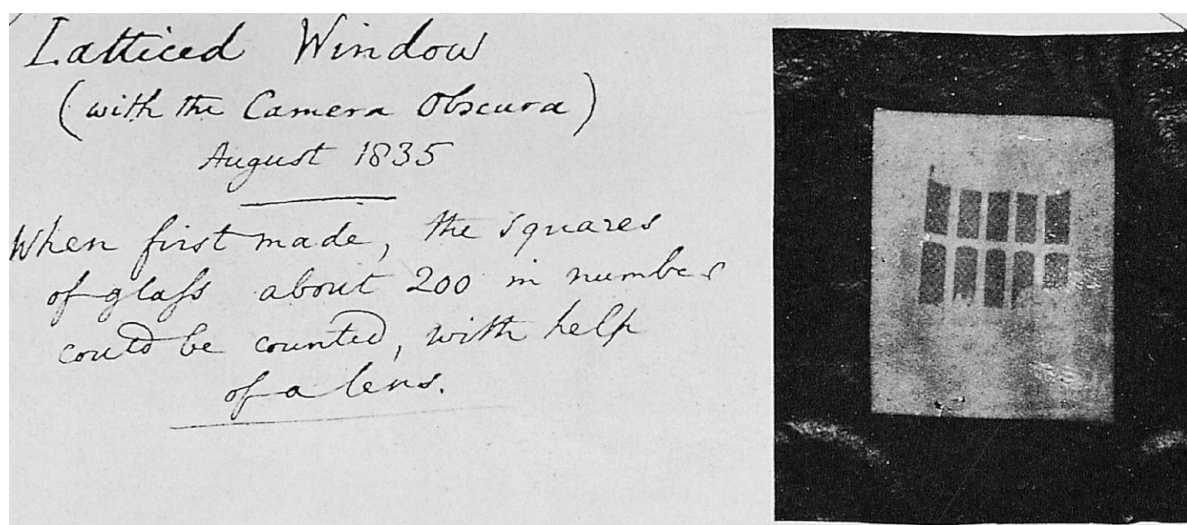 Latticed Window
(with the Camera Obscura)
August 1835
When first made, the squares
of glass about 200 in number
could be counted, with help
of a lens.